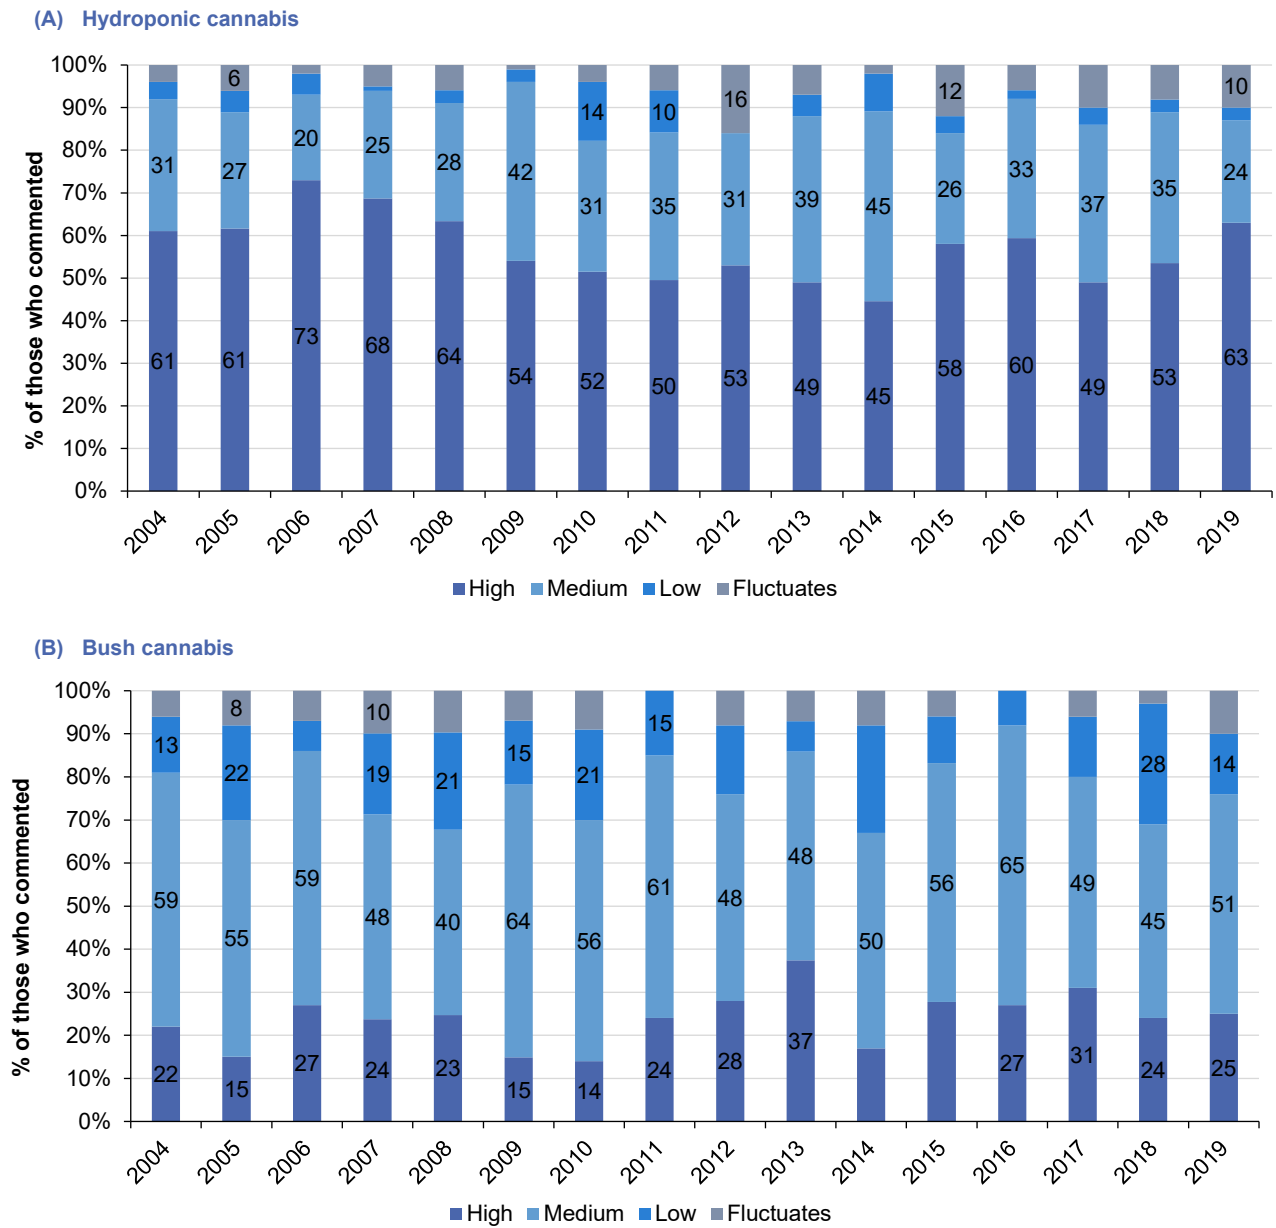 (A) Hydroponic cannabis
% of those who commented
100%
90%
80%
70%
60%
50%
40%
30%
20%
10%
0%
6 16 12 10
14 10
31 27 20 25 28 42 31 35 31 39 45 26 33 37 35 24
61 61 73 68 64 54 52 50 53 49 45 58 60 49 53 63
2004 2005 2006 2007 2008 2009 2010 2011 2012 2013 2014 2015 2016 2017 2018 2019
High Medium Low Fluctuates
(B) Bush cannabis
% of those who commented
100%
90%
80%
70%
60%
50%
40%
30%
20%
10%
0%
8 10
13 22 19 21 15 21 15 28 14
59 55 59 48 40 64 56 61 48 48 50 56 65 49 45 51
22 15 27 24 23 15 14 24 28 37 27 31 24 25
2004 2005 2006 2007 2008 2009 2010 2011 2012 2013 2014 2015 2016 2017 2018 2019
High Medium Low Fluctuates